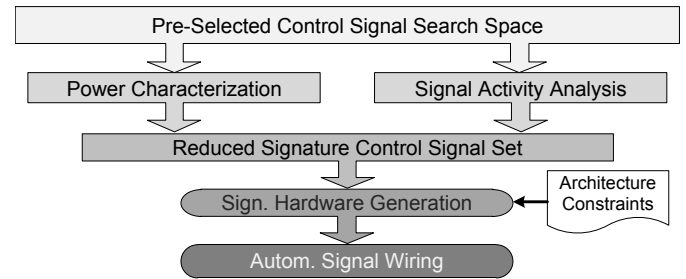 Pre-Selected Control Signal Search Space
Power Characterization
Signal Activity Analysis
Reduced Signature Control Signal Set
Sign. Hardware Generation
Architecture
Constraints
Autom. Signal Wiring